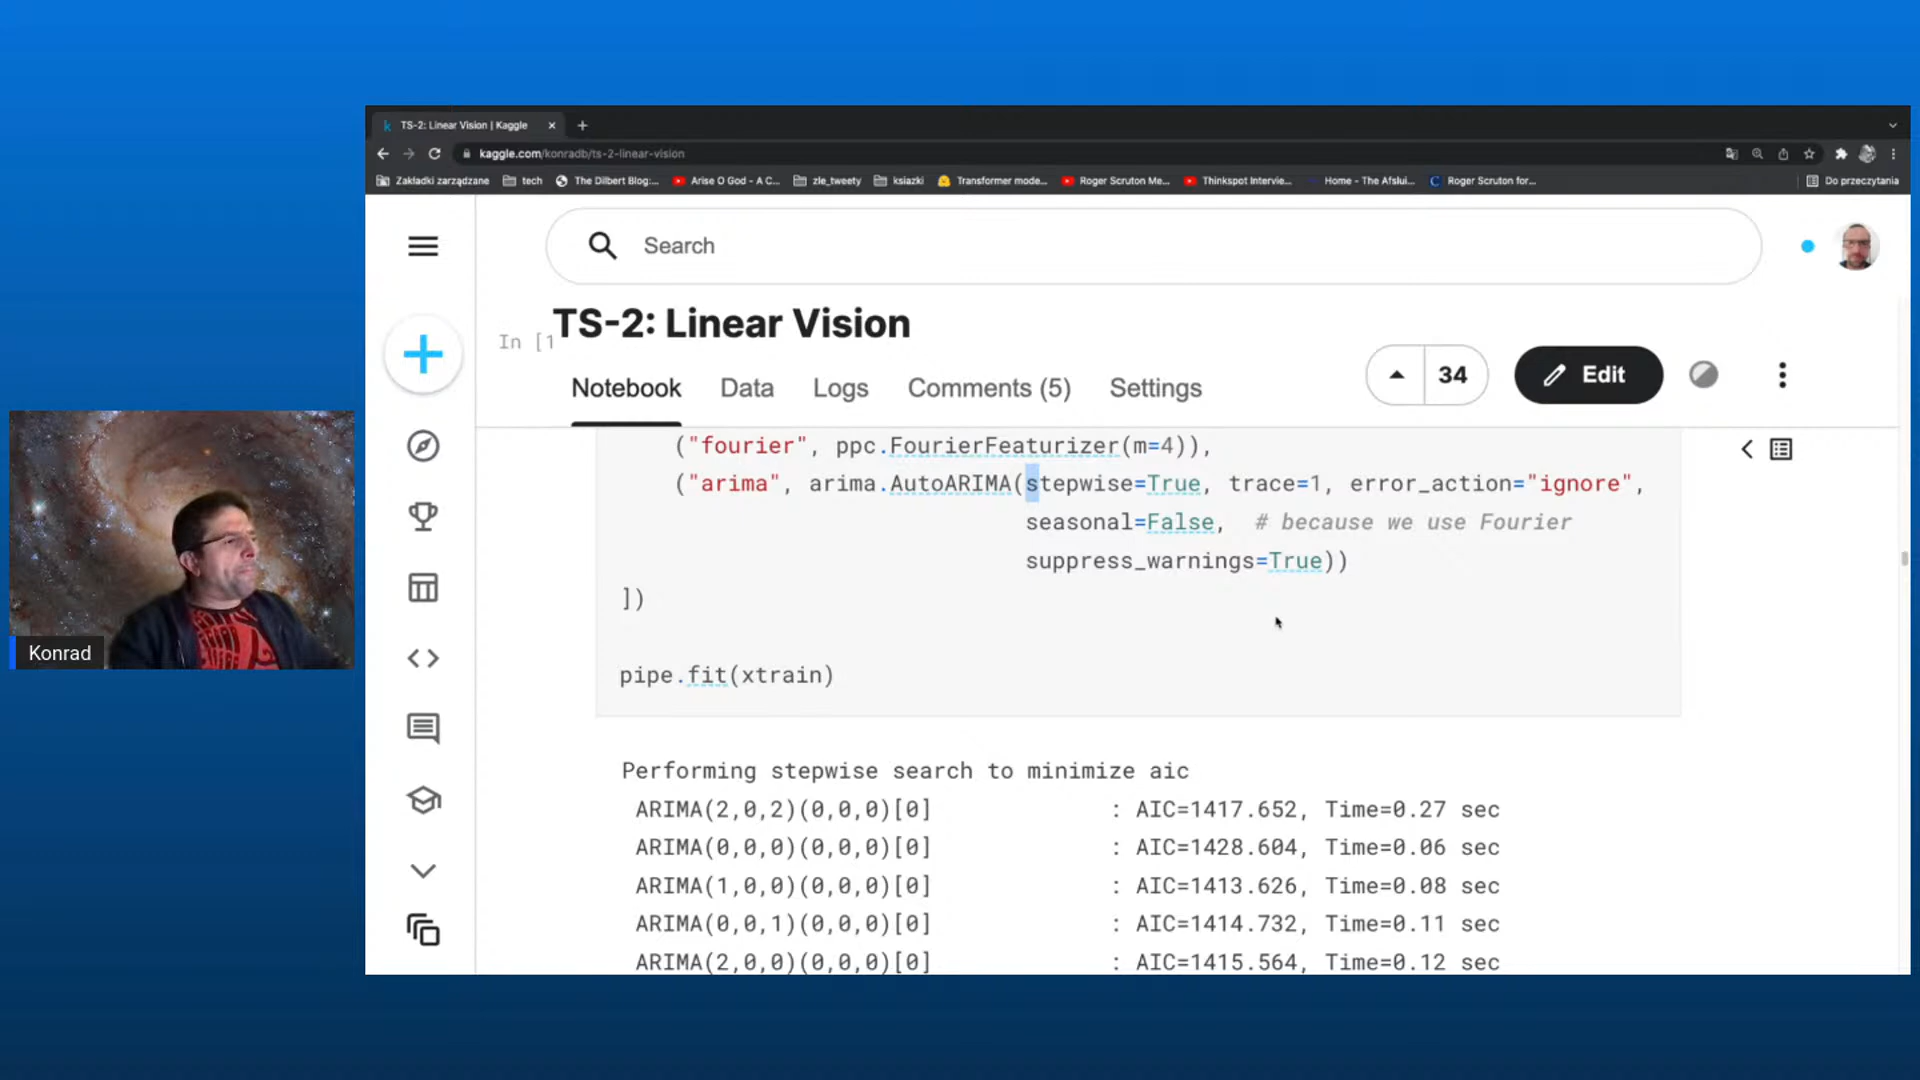 TS-2: Linear Vision | Kaggle
kaggle.com/konradb/ts-2-linear-vision
Zakładki zarządzane
tech
The Dilbert Blog:...
Arise O God - A C...
zle_tweety
ksiazki
Transformer mode...
Roger Scruton Me...
Thinkspot Intervie...
Home - The Afslui...
Roger Scruton for...
Do przeczytania
Search
TS-2: Linear Vision
In [1
Notebook
Data
Logs
Comments (5)
Settings
34
Edit
("fourier", ppc.FourierFeaturizer(m=4)),
("arima", arima.AutoARIMA(stepwise=True, trace=1, error_action="ignore",
seasonal=False, # because we use Fourier
suppress_warnings=True))
])
pipe.fit(xtrain)
Performing stepwise search to minimize aic
ARIMA(2,0,2)(0,0,0)[0] : AIC=1417.652, Time=0.27 sec
ARIMA(0,0,0)(0,0,0)[0] : AIC=1428.604, Time=0.06 sec
ARIMA(1,0,0)(0,0,0)[0] : AIC=1413.626, Time=0.08 sec
ARIMA(0,0,1)(0,0,0)[0] : AIC=1414.732, Time=0.11 sec
ARIMA(2,0,0)(0,0,0)[0] : AIC=1415.564, Time=0.12 sec
Konrad